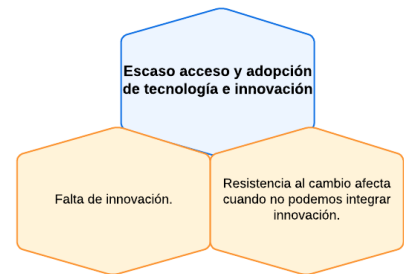 Escaso acceso y adopción
de tecnología e innovación
Falta de innovación.
Resistencia al cambio afecta
cuando no podemos integrar
innovación.